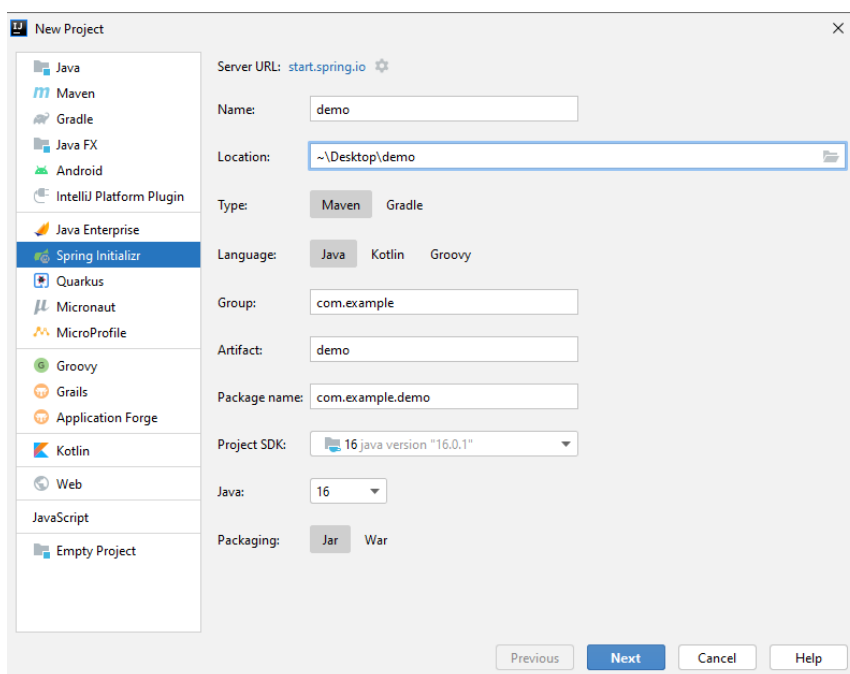 New Project
Java
Maven
Gradle
Java FX
Android
IntelliJ Platform Plugin
Java Enterprise
Spring Initializr
Quarkus
Micronaut
MicroProfile
Groovy
Grails
Application Forge
Kotlin
Web
JavaScript
Empty Project
Server URL: start.spring.io
Name: demo
Location: ~\Desktop\demo
Type: Maven Gradle
Language: Java Kotlin Groovy
Group: com.example
Artifact: demo
Package name: com.example.demo
Project SDK: 16 java version "16.0.1"
Java: 16
Packaging: Jar War
Previous Next Cancel Help